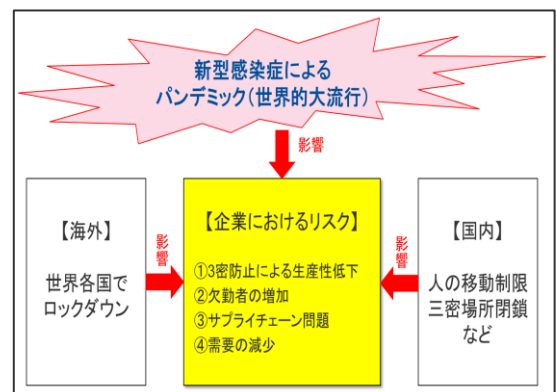 新型感染症による
パンデミック(世界的大流行)
影響
【海外】
世界各国で
ロックダウン
影響
【企業におけるリスク】
①3密防止による生産性低下
②欠勤者の増加
③サプライチェーン問題
④需要の減少
影響
【国内】
人の移動制限
三密場所閉鎖
など